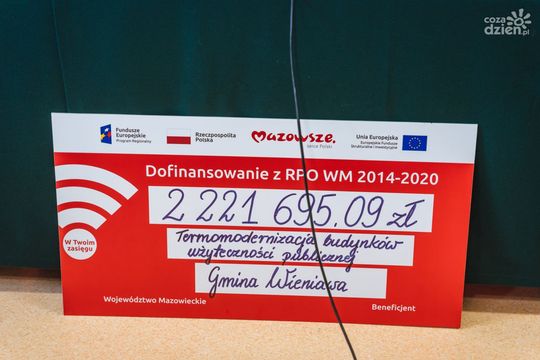 coza
dzien.pl
Fundusze
Europejskie
Program Regionalny
Rzeczpospolita
Polska
Mazowsze.
serce Polski
Unia Europejska
Europejskie Fundusze
Strukturalne i Inwestycyjne
Dofinansowanie z RPO WM 2014-2020
2 221 695,09 zł
Termomodernizacja budynków
użyteczności publicznej
W Twoim
zasięgu
Gmina Wieniawa
Województwo Mazowieckie
Beneficjent